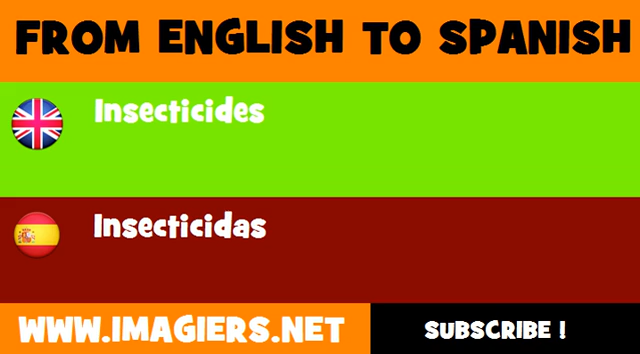 FROM ENGLISH TO SPANISH
Insecticides
Insecticidas
WWW.IMAGIERS.NET
SUBSCRIBE !